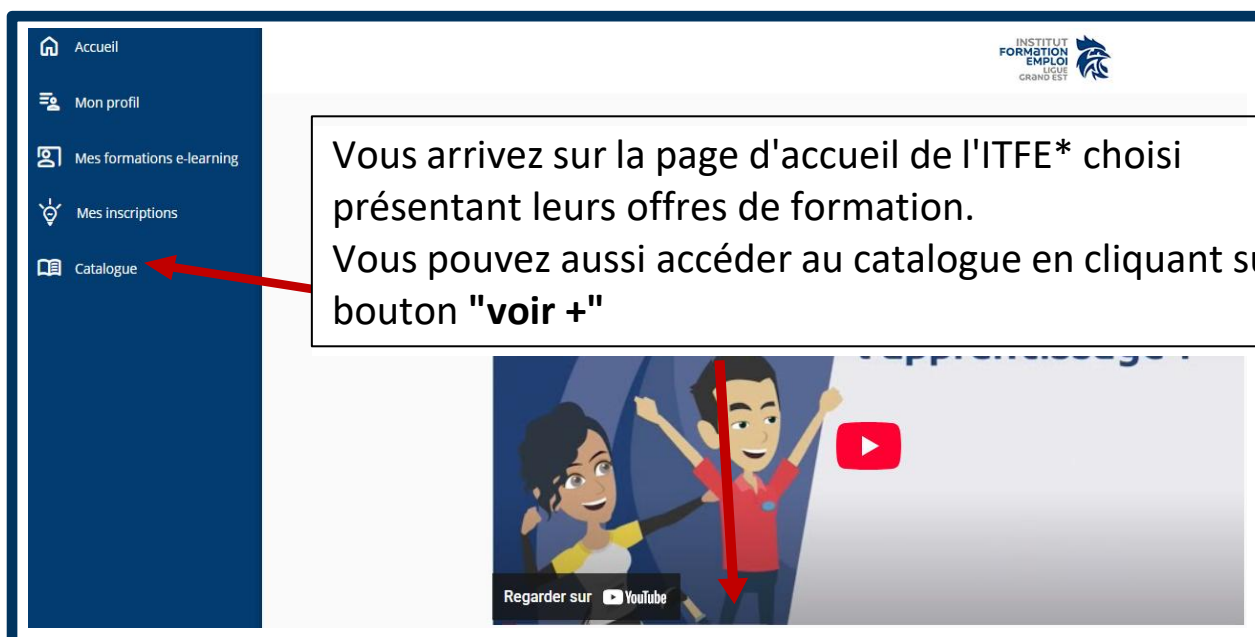 Accueil
Mon profil
Mes formations e-learning
Mes inscriptions
Catalogue
INSTITUT
FORMATION
EMPLOI
LIGUE
GRAND EST
Vous arrivez sur la page d'accueil de l'ITFE* choisi
présentant leurs offres de formation.
Vous pouvez aussi accéder au catalogue en cliquant
bouton "voir +"
Regarder sur YouTube